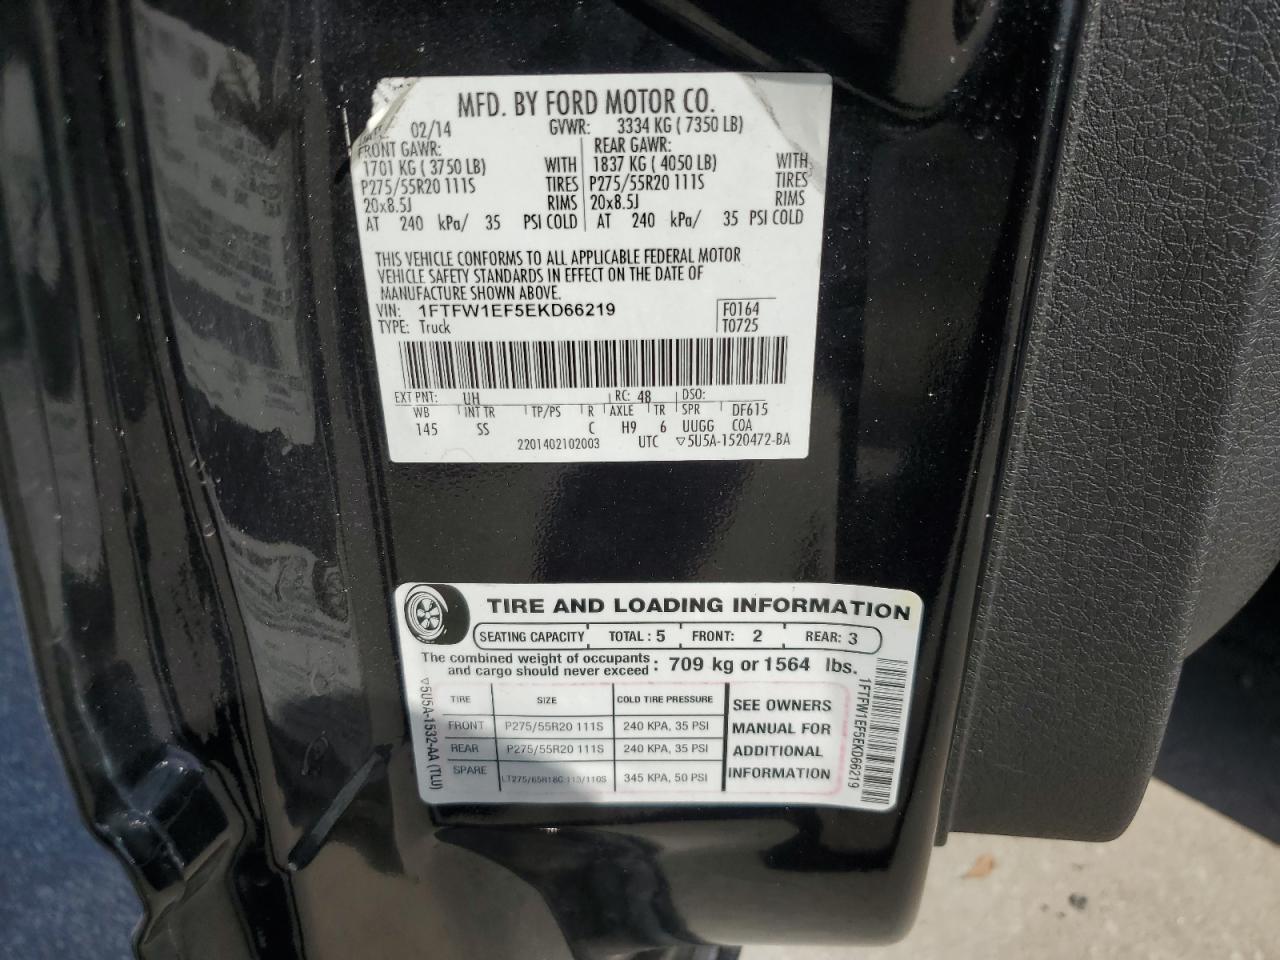 MFD. BY FORD MOTOR CO.
02/14 GVWR: 3334 KG ( 7350 LB)
FRONT GAWR: REAR GAWR:
1701 KG ( 3750 LB) WITH 1837 KG ( 4050 LB) WITH
P275/55R20 111S TIRES P275/55R20 111S TIRES
20x8.5J RIMS 20x8.5J RIMS
AT 240 kPa/ 35 PSI COLD AT 240 kPa/ 35 PSI COLD
THIS VEHICLE CONFORMS TO ALL APPLICABLE FEDERAL MOTOR
VEHICLE SAFETY STANDARDS IN EFFECT ON THE DATE OF
MANUFACTURE SHOWN ABOVE.
VIN: 1FTFW1EF5EKD66219 F0164
TYPE: Truck T0725
EXT PNT: UH RC: 48 DSO:
WB INT TR TP/PS R AXLE TR SPR DF615
145 SS C H9 6 UUGG COA
2201402102003 UTC ▽5U5A-1520472-BA
TIRE AND LOADING INFORMATION
SEATING CAPACITY TOTAL : 5 FRONT: 2 REAR: 3
The combined weight of occupants
and cargo should never exceed : 709 kg or 1564 lbs.
TIRE SIZE COLD TIRE PRESSURE
FRONT P275/55R20 111S 240 KPA, 35 PSI
REAR P275/55R20 111S 240 KPA, 35 PSI
SPARE LT275/65R18C 113/110S 345 KPA, 50 PSI
SEE OWNERS
MANUAL FOR
ADDITIONAL
INFORMATION
▽5U5A-1532-AA (TLU)
1FTFW1EF5EKD66219